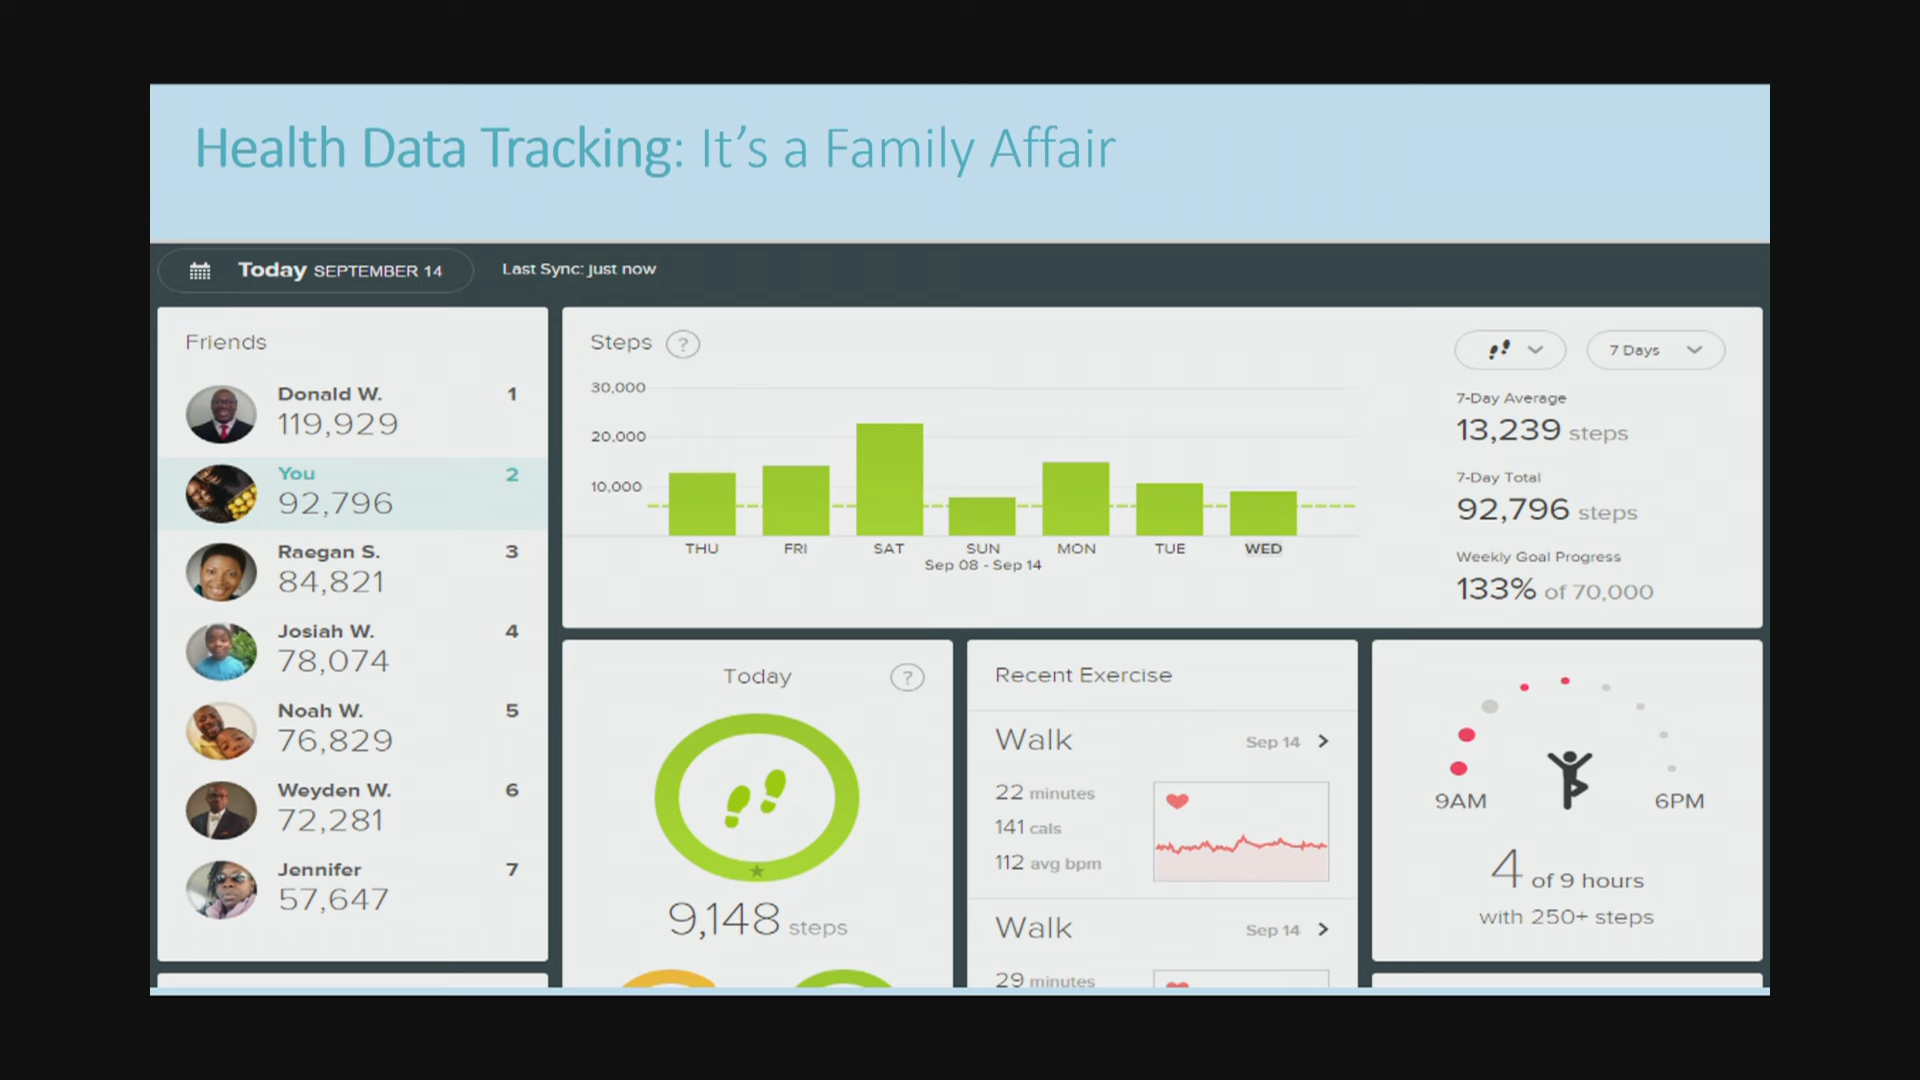 Health Data Tracking: It's a Family Affair
Today SEPTEMBER 14
Last Sync: just now
Friends
Donald W. 1
119,929
You 2
92,796
Raegan S. 3
84,821
Josiah W. 4
78,074
Noah W. 5
76,829
Weyden W. 6
72,281
Jennifer 7
57,647
Steps ?
7 Days
30,000
20,000
10,000
THU FRI SAT SUN MON TUE WED
Sep 08 - Sep 14
7-Day Average
13,239 steps
7-Day Total
92,796 steps
Weekly Goal Progress
133% of 70,000
Today ?
9,148 steps
Recent Exercise
Walk Sep 14
22 minutes
141 cals
112 avg bpm
Walk Sep 14
29 minutes
9AM 6PM
4 of 9 hours
with 250+ steps